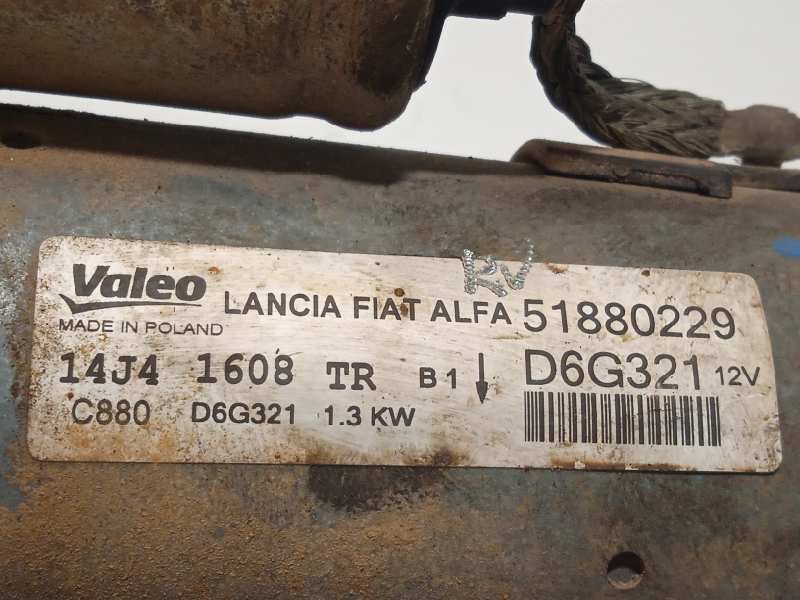 RV
Valeo LANCIA FIAT ALFA 51880229
MADE IN POLAND
14J4 1608 TR B1 D6G321 12V
C880 D6G321 1.3 KW